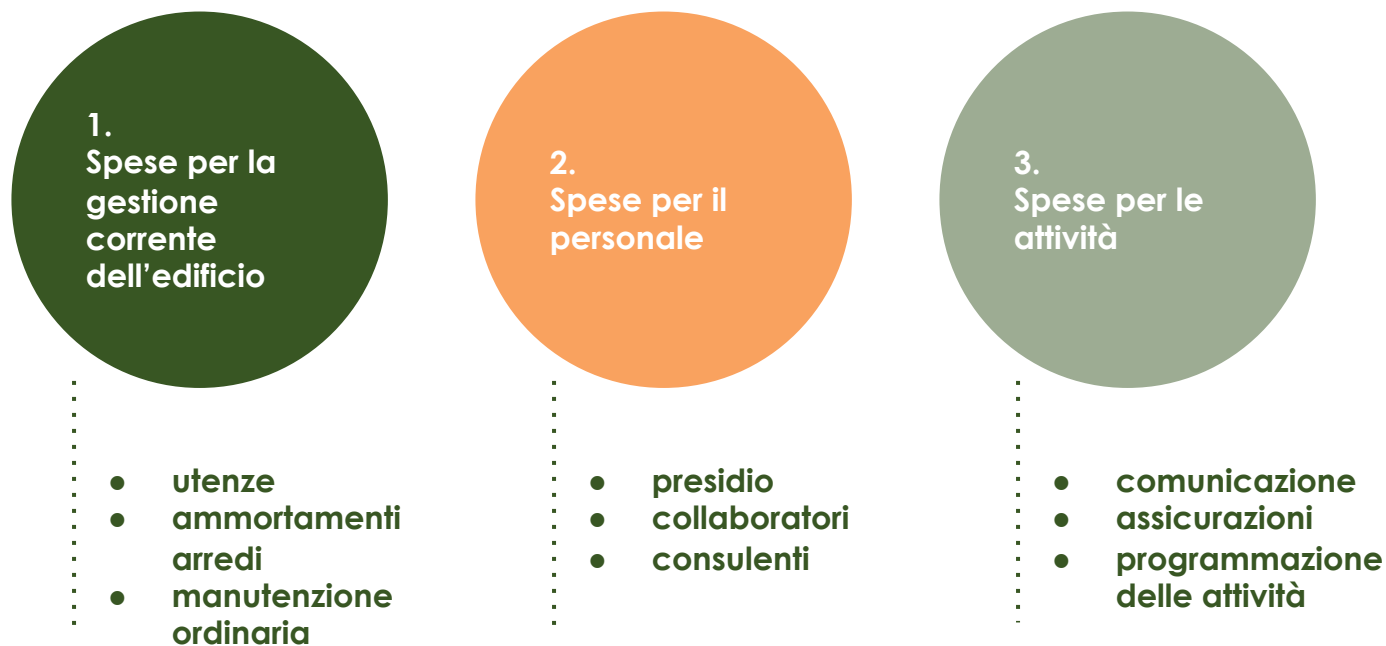 1.
Spese per la
gestione
corrente
dell’edificio
● utenze
● ammortamenti
arredi
● manutenzione
ordinaria
2.
Spese per il
personale
● presidio
● collaboratori
● consulenti
3.
Spese per le
attività
● comunicazione
● assicurazioni
● programmazione
delle attività